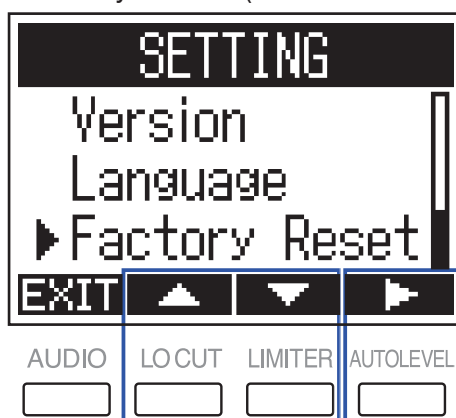 SETTING
Version
Language
Factory Reset
EXIT
AUDIO LO CUT LIMITER AUTOLEVEL